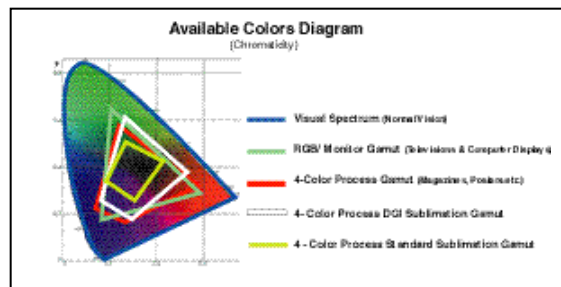 Available Colors Diagram
(Chromaticity)
Visual Spectrum (Normal Vision)
RGB/ Monitor Gamut (Televisions & Computer Displays)
4-Color Process Gamut (Magazines, Posters etc)
4- Color Process DGI Sublimation Gamut
4 - Color Process Standard Sublimation Gamut